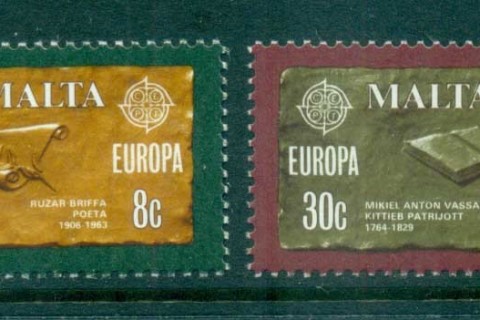 MALTA
EUROPA
8c
RUZAR BRIFFA
POETA
1906-1963
MALTA
EUROPA
30c
MIKIEL ANTON VASSA
KITTIEB PATRIJOTT
1764-1829